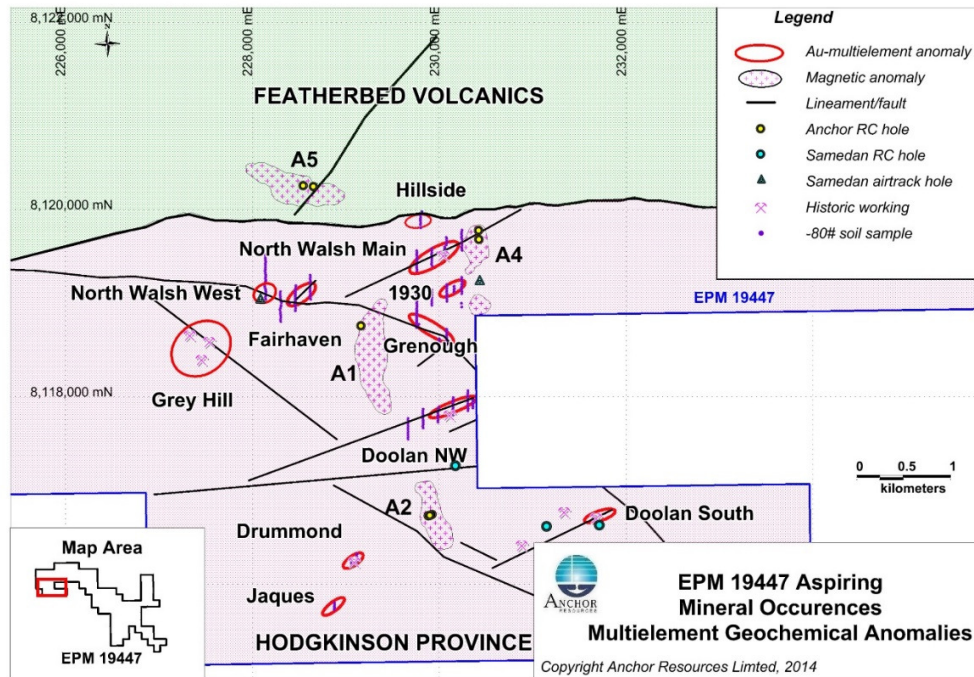 8,122,000 mN
226,000 mE
228,000 mE
230,000 mE
232,000 mE
N
Legend
Au-multielement anomaly
Magnetic anomaly
Lineament/fault
Anchor RC hole
Samedan RC hole
Samedan airtrack hole
Historic working
-80# soil sample
FEATHERBED VOLCANICS
A5
Hillside
8,120,000 mN
North Walsh Main
A4
North Walsh West
1930
EPM 19447
Fairhaven
Grenough
A1
8,118,000 mN
Grey Hill
Doolan NW
0 0.5 1
kilometers
A2
Doolan South
Drummond
Jaques
HODGKINSON PROVINCE
Map Area
EPM 19447
ANCHOR
RESOURCES
EPM 19447 Aspiring
Mineral Occurences
Multielement Geochemical Anomalies
Copyright Anchor Resources Limted, 2014